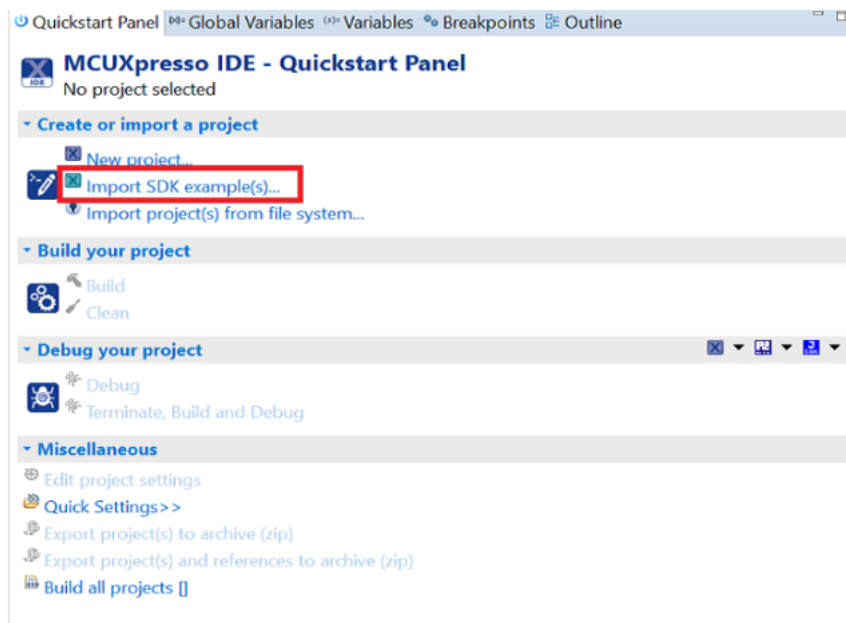 Quickstart Panel (x)= Global Variables (x)= Variables Breakpoints Outline
MCUXpresso IDE - Quickstart Panel
IDE
No project selected
Create or import a project
New project...
Import SDK example(s)...
Import project(s) from file system...
Build your project
Build
Clean
Debug your project
Debug
Terminate, Build and Debug
Miscellaneous
Edit project settings
Quick Settings>>
Export project(s) to archive (zip)
Export project(s) and references to archive (zip)
Build all projects []